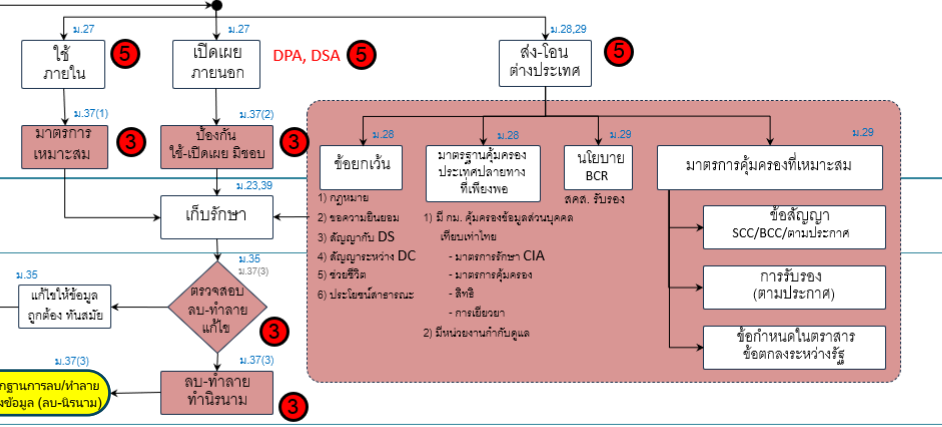 ม.27
ม.27
ม.28,29
ใช้
ภายใน
5
เปิดเผย
ภายนอก
DPA, DSA
5
ส่ง-โอน
ต่างประเทศ
5
ม.37(1)
ม.37(2)
มาตรการ
เหมาะสม
3
ป้องกัน
ใช้-เปิดเผย มิชอบ
3
ม.28
ม.28
ม.29
ม.29
ข้อยกเว้น
มาตรฐานคุ้มครอง
ประเทศปลายทาง
ที่เพียงพอ
นโยบาย
BCR
มาตรการคุ้มครองที่เหมาะสม
สคส. รับรอง
1) กฎหมาย
2) ขอความยินยอม
3) สัญญากับ DS
4) สัญญาระหว่าง DC
5) ช่วยชีวิต
6) ประโยชน์สาธารณะ
1) มี กม. คุ้มครองข้อมูลส่วนบุคคล
เทียบเท่าไทย
- มาตรการรักษา CIA
- มาตรการคุ้มครอง
- สิทธิ
- การเยียวยา
2) มีหน่วยงานกำกับดูแล
ข้อสัญญา
SCC/BCC/ตามประกาศ
การรับรอง
(ตามประกาศ)
ข้อกำหนดในตราสาร
ข้อตกลงระหว่างรัฐ
ม.23,39
เก็บรักษา
ม.35
ม.37(3)
ตรวจสอบ
ลบ-ทำลาย
แก้ไข
3
ม.35
แก้ไขให้ข้อมูล
ถูกต้อง ทันสมัย
ม.37(3)
ลบ-ทำลาย
ทำนิรนาม
3
ม.37(3)
กฐานการลบ/ทำลาย
งข้อมูล (ลบ-นิรนาม)